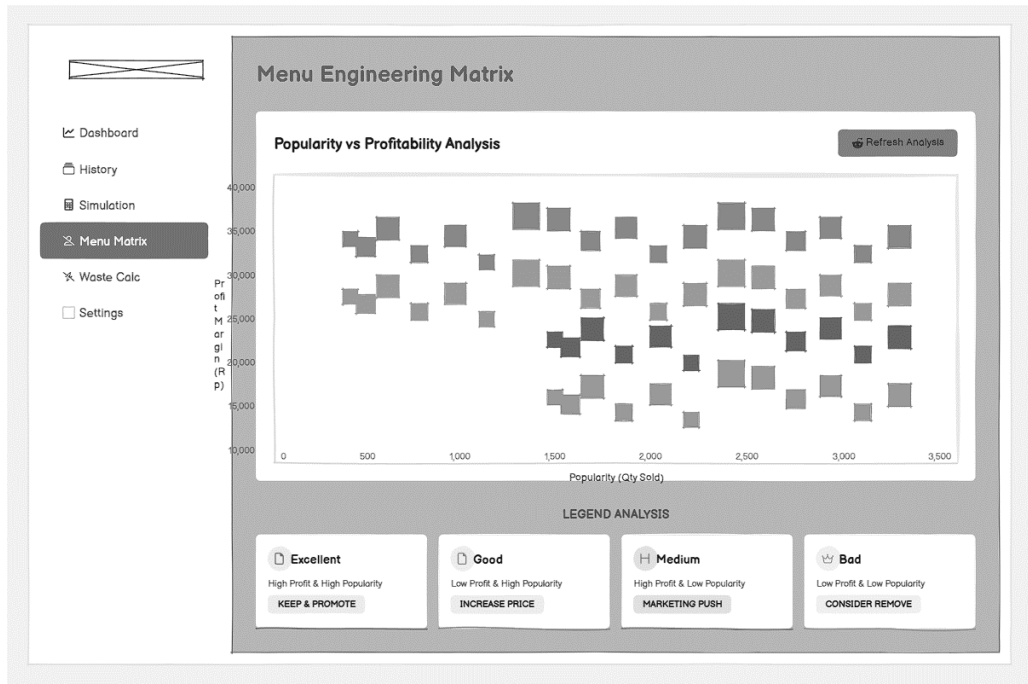 Menu Engineering Matrix
Dashboard
History
Simulation
Menu Matrix
Waste Calc
Settings
Popularity vs Profitability Analysis
Refresh Analysis
40,000
35,000
30,000
25,000
20,000
15,000
10,000
Pr
ofi
t
M
ar
gi
n
(R
p)
0 500 1,000 1,500 2,000 2,500 3,000 3,500
Popularity (Qty Sold)
LEGEND ANALYSIS
Excellent
High Profit & High Popularity
KEEP & PROMOTE
Good
Low Profit & High Popularity
INCREASE PRICE
Medium
High Profit & Low Popularity
MARKETING PUSH
Bad
Low Profit & Low Popularity
CONSIDER REMOVE